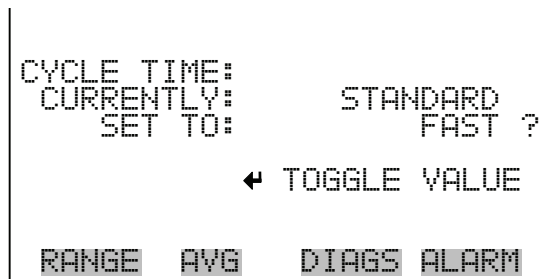 CYCLE TIME:
CURRENTLY: STANDARD
SET TO: FAST ?
↵ TOGGLE VALUE
RANGE AVG DIAGS ALARM